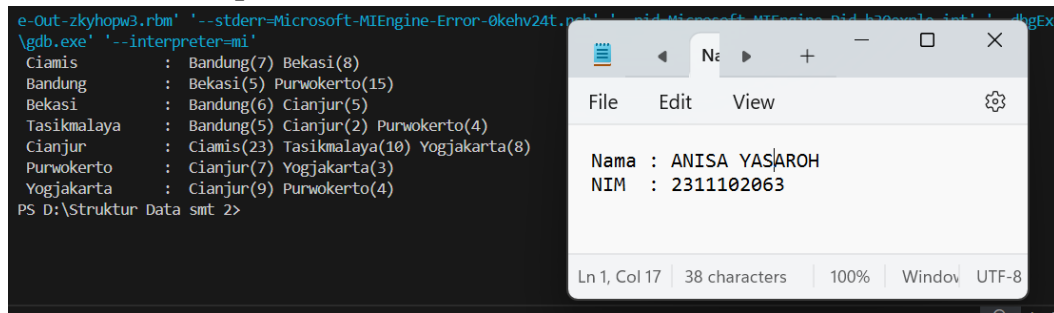 e-Out-zkyhopw3.rbm' '--stderr=Microsoft-MIEngine-Error-0kehv24t.
\gdb.exe' '--interpreter=mi'
Ciamis : Bandung(7) Bekasi(8)
Bandung : Bekasi(5) Purwokerto(15)
Bekasi : Bandung(6) Cianjur(5)
Tasikmalaya : Bandung(5) Cianjur(2) Purwokerto(4)
Cianjur : Ciamis(23) Tasikmalaya(10) Yogjakarta(8)
Purwokerto : Cianjur(7) Yogjakarta(3)
Yogjakarta : Cianjur(9) Purwokerto(4)
PS D:\Struktur Data smt 2>
Na
File Edit View
Nama : ANISA YASAROH
NIM : 2311102063
Ln 1, Col 17 38 characters 100% Window UTF-8